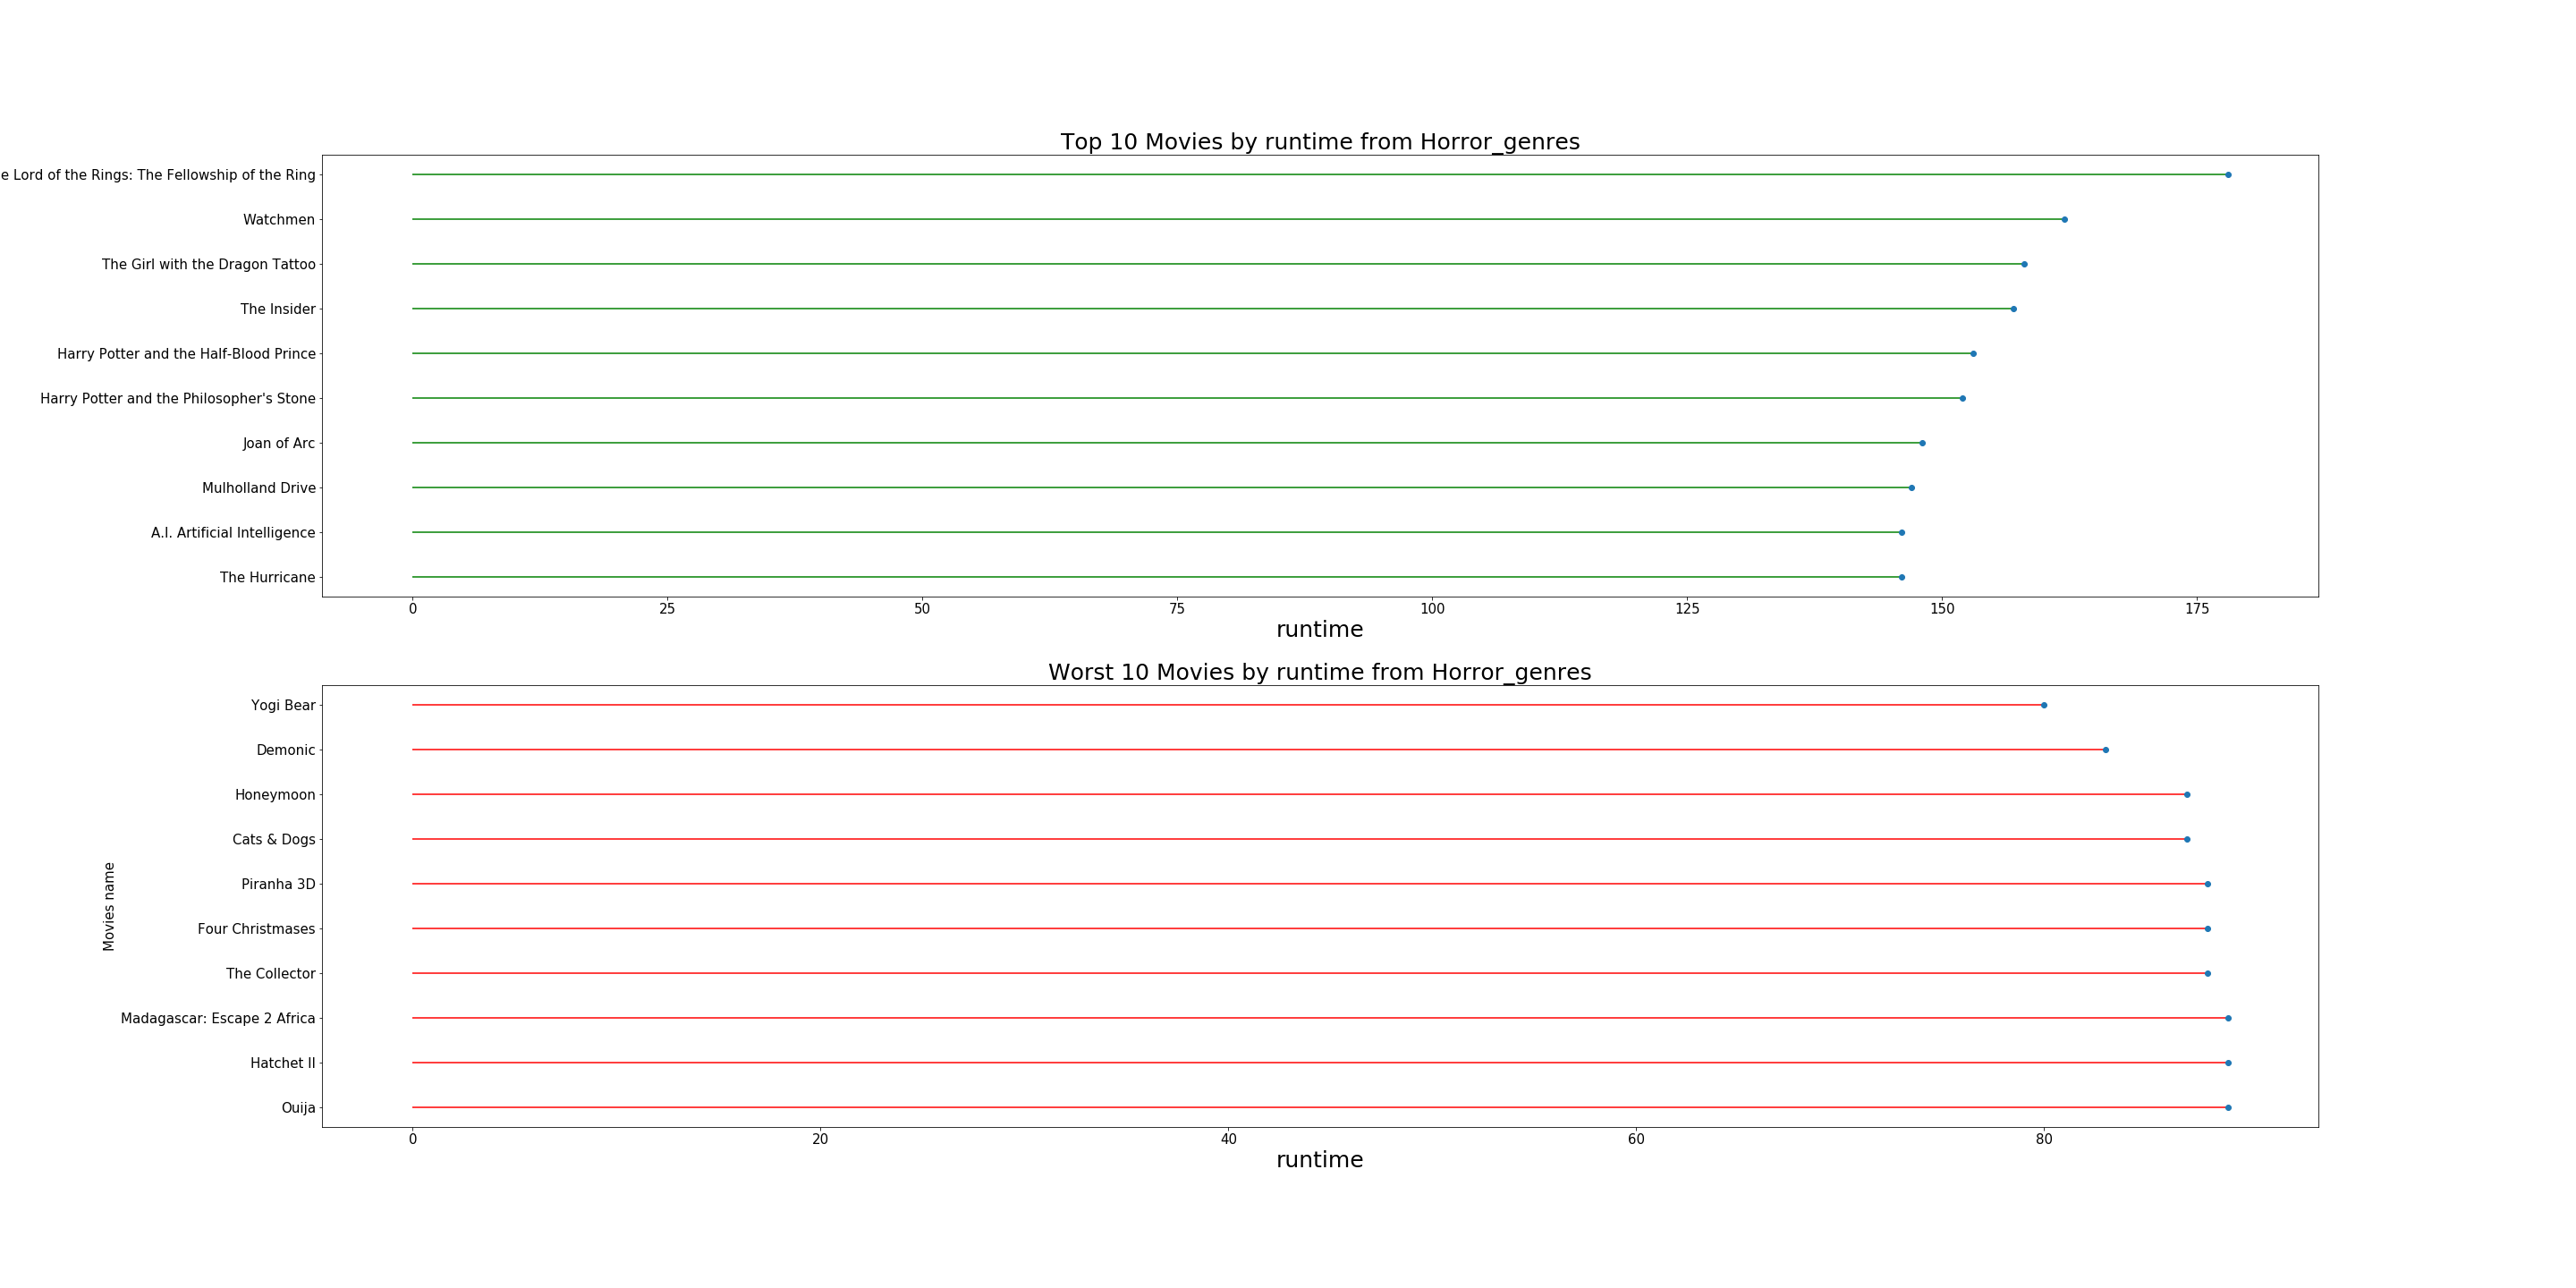 Top 10 Movies by runtime from Horror_genres
e Lord of the Rings: The Fellowship of the Ring
Watchmen
The Girl with the Dragon Tattoo
The Insider
Harry Potter and the Half-Blood Prince
Harry Potter and the Philosopher's Stone
Joan of Arc
Mulholland Drive
A.I. Artificial Intelligence
The Hurricane
0 25 50 75 100 125 150 175
runtime
Worst 10 Movies by runtime from Horror_genres
Movies name
Yogi Bear
Demonic
Honeymoon
Cats & Dogs
Piranha 3D
Four Christmases
The Collector
Madagascar: Escape 2 Africa
Hatchet II
Ouija
0 20 40 60 80
runtime